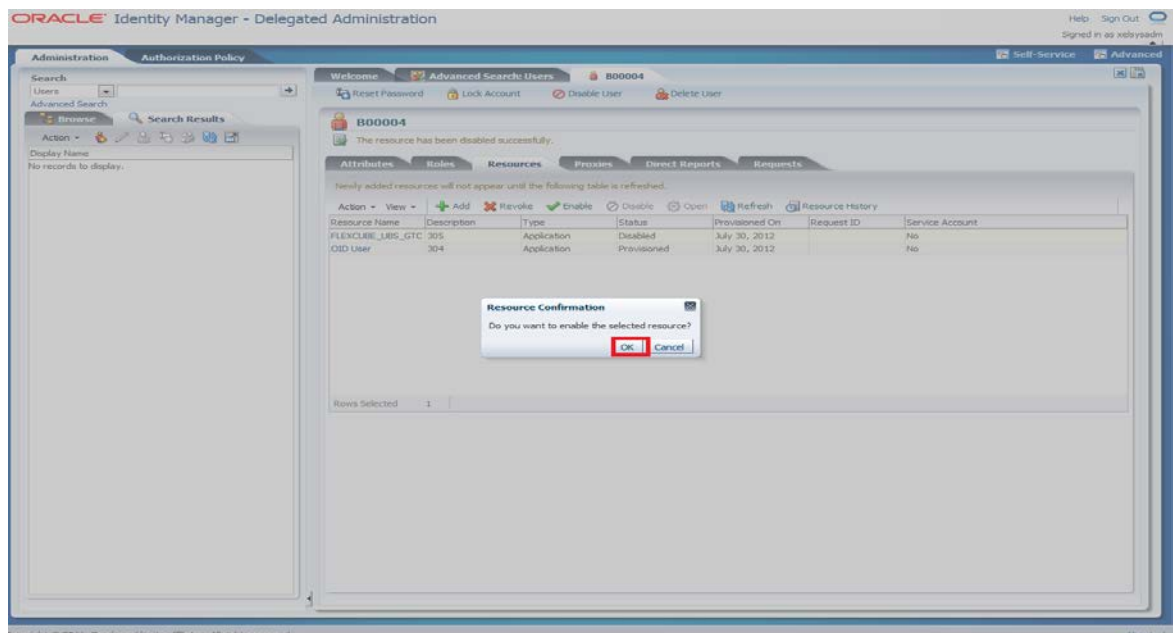 ORACLE® Identity Manager - Delegated Administration
Help Sign Out
Signed in as xelsysadm
Administration Authorization Policy
Self-Service Advanced
Search
Users
Advanced Search
Browse Search Results
Action
Display Name
No records to display.
Welcome Advanced Search: Users B00004
Reset Password Lock Account Disable User Delete User
B00004
The resource has been disabled successfully.
Attributes Roles Resources Proxies Direct Reports Requests
Newly added resources will not appear until the following table is refreshed.
Action View Add Revoke Enable Disable Open Refresh Resource History
Resource Name Description Type Status Provisioned On Request ID Service Account
FLEXCUBE_UBS_GTC 305 Application Disabled July 30, 2012 No
OID User 304 Application Provisioned July 30, 2012 No
Resource Confirmation
Do you want to enable the selected resource?
OK Cancel
Rows Selected 1